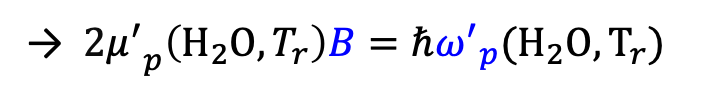 → 2μ′ₚ(H₂O, Tᵣ)B = ħω′ₚ(H₂O, Tᵣ)